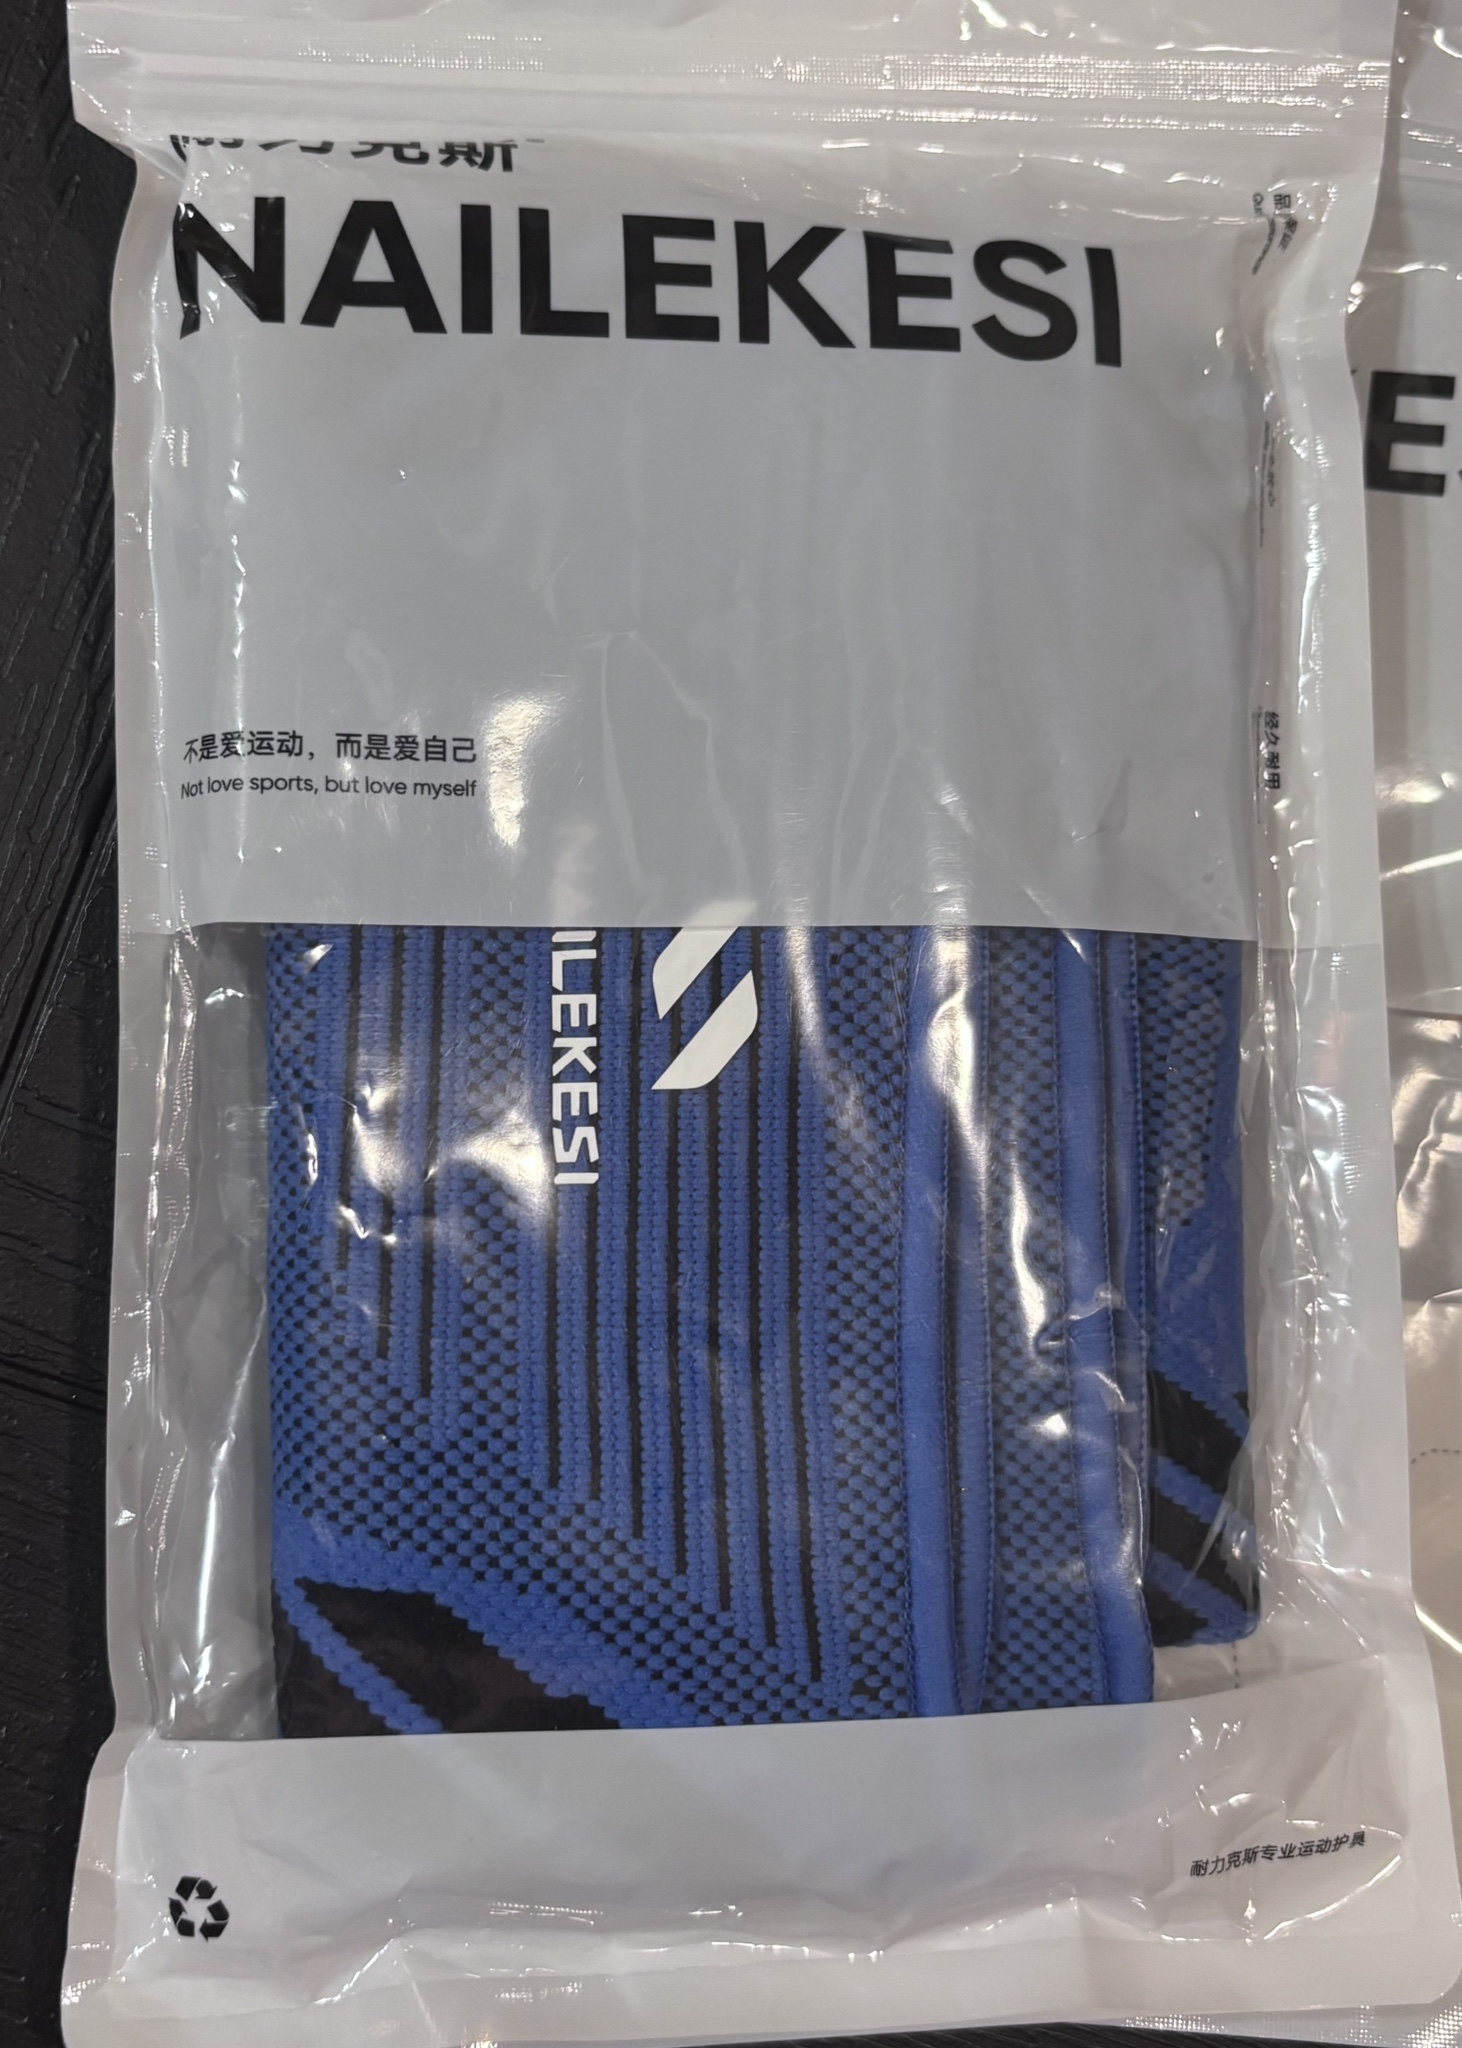 耐力克斯
NAILEKESI
不是爱运动，而是爱自己
Not love sports, but love myself
经久耐用
ILEKESI
耐力克斯专业运动护具